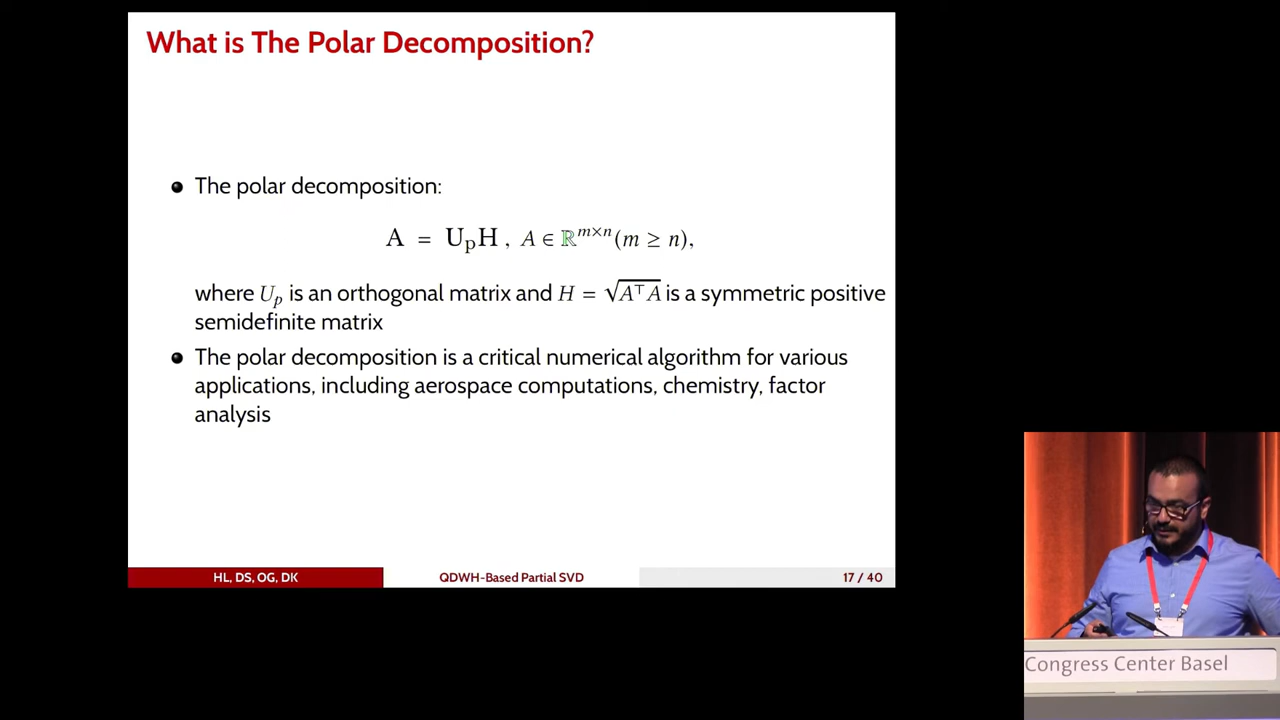 What is The Polar Decomposition?
The polar decomposition:
A = U_pH , A ∈ ℝ^{m×n}(m ≥ n),
where U_p is an orthogonal matrix and H = √(A^⊤A) is a symmetric positive
semidefinite matrix
The polar decomposition is a critical numerical algorithm for various
applications, including aerospace computations, chemistry, factor
analysis
HL, DS, OG, DK
QDWH-Based Partial SVD
17 / 40
Congress Center Basel